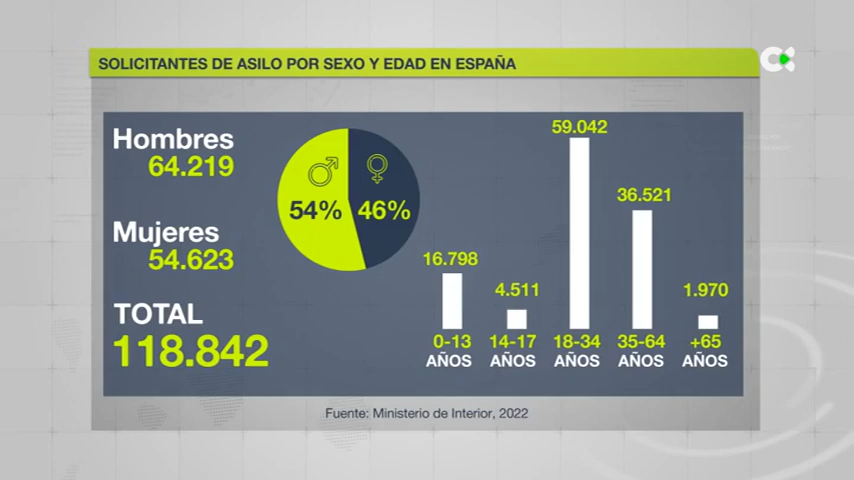 SOLICITANTES DE ASILO POR SEXO Y EDAD EN ESPAÑA
Hombres
64.219
Mujeres
54.623
TOTAL
118.842
54% 46%
59.042
36.521
16.798
4.511
1.970
0-13 14-17 18-34 35-64 +65
AÑOS AÑOS AÑOS AÑOS AÑOS
Fuente: Ministerio de Interior, 2022